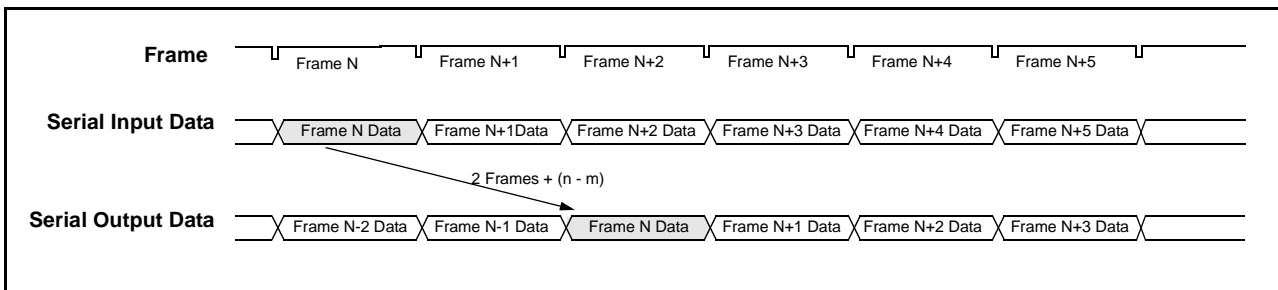 Frame
Frame N
Frame N+1
Frame N+2
Frame N+3
Frame N+4
Frame N+5
Serial Input Data
Frame N Data
Frame N+1Data
Frame N+2 Data
Frame N+3 Data
Frame N+4 Data
Frame N+5 Data
2 Frames + (n - m)
Serial Output Data
Frame N-2 Data
Frame N-1 Data
Frame N Data
Frame N+1 Data
Frame N+2 Data
Frame N+3 Data